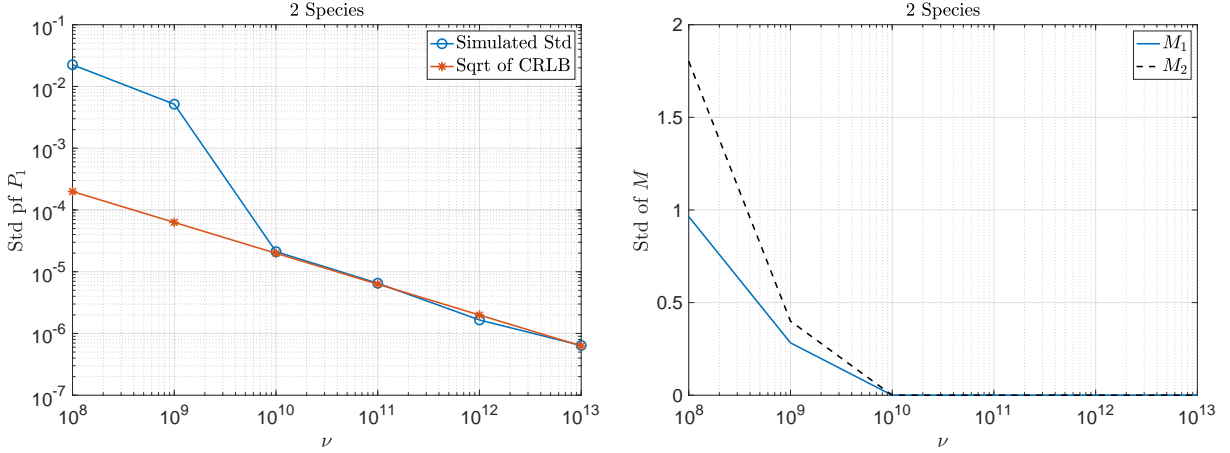 2 Species
10^-1
10^-2
10^-3
10^-4
10^-5
10^-6
10^-7
Std pf P_1
Simulated Std
Sqrt of CRLB
10^8
10^9
10^10
10^11
10^12
10^13
ν
2 Species
2
1.5
1
0.5
0
Std of M
M_1
M_2
10^8
10^9
10^10
10^11
10^12
10^13
ν